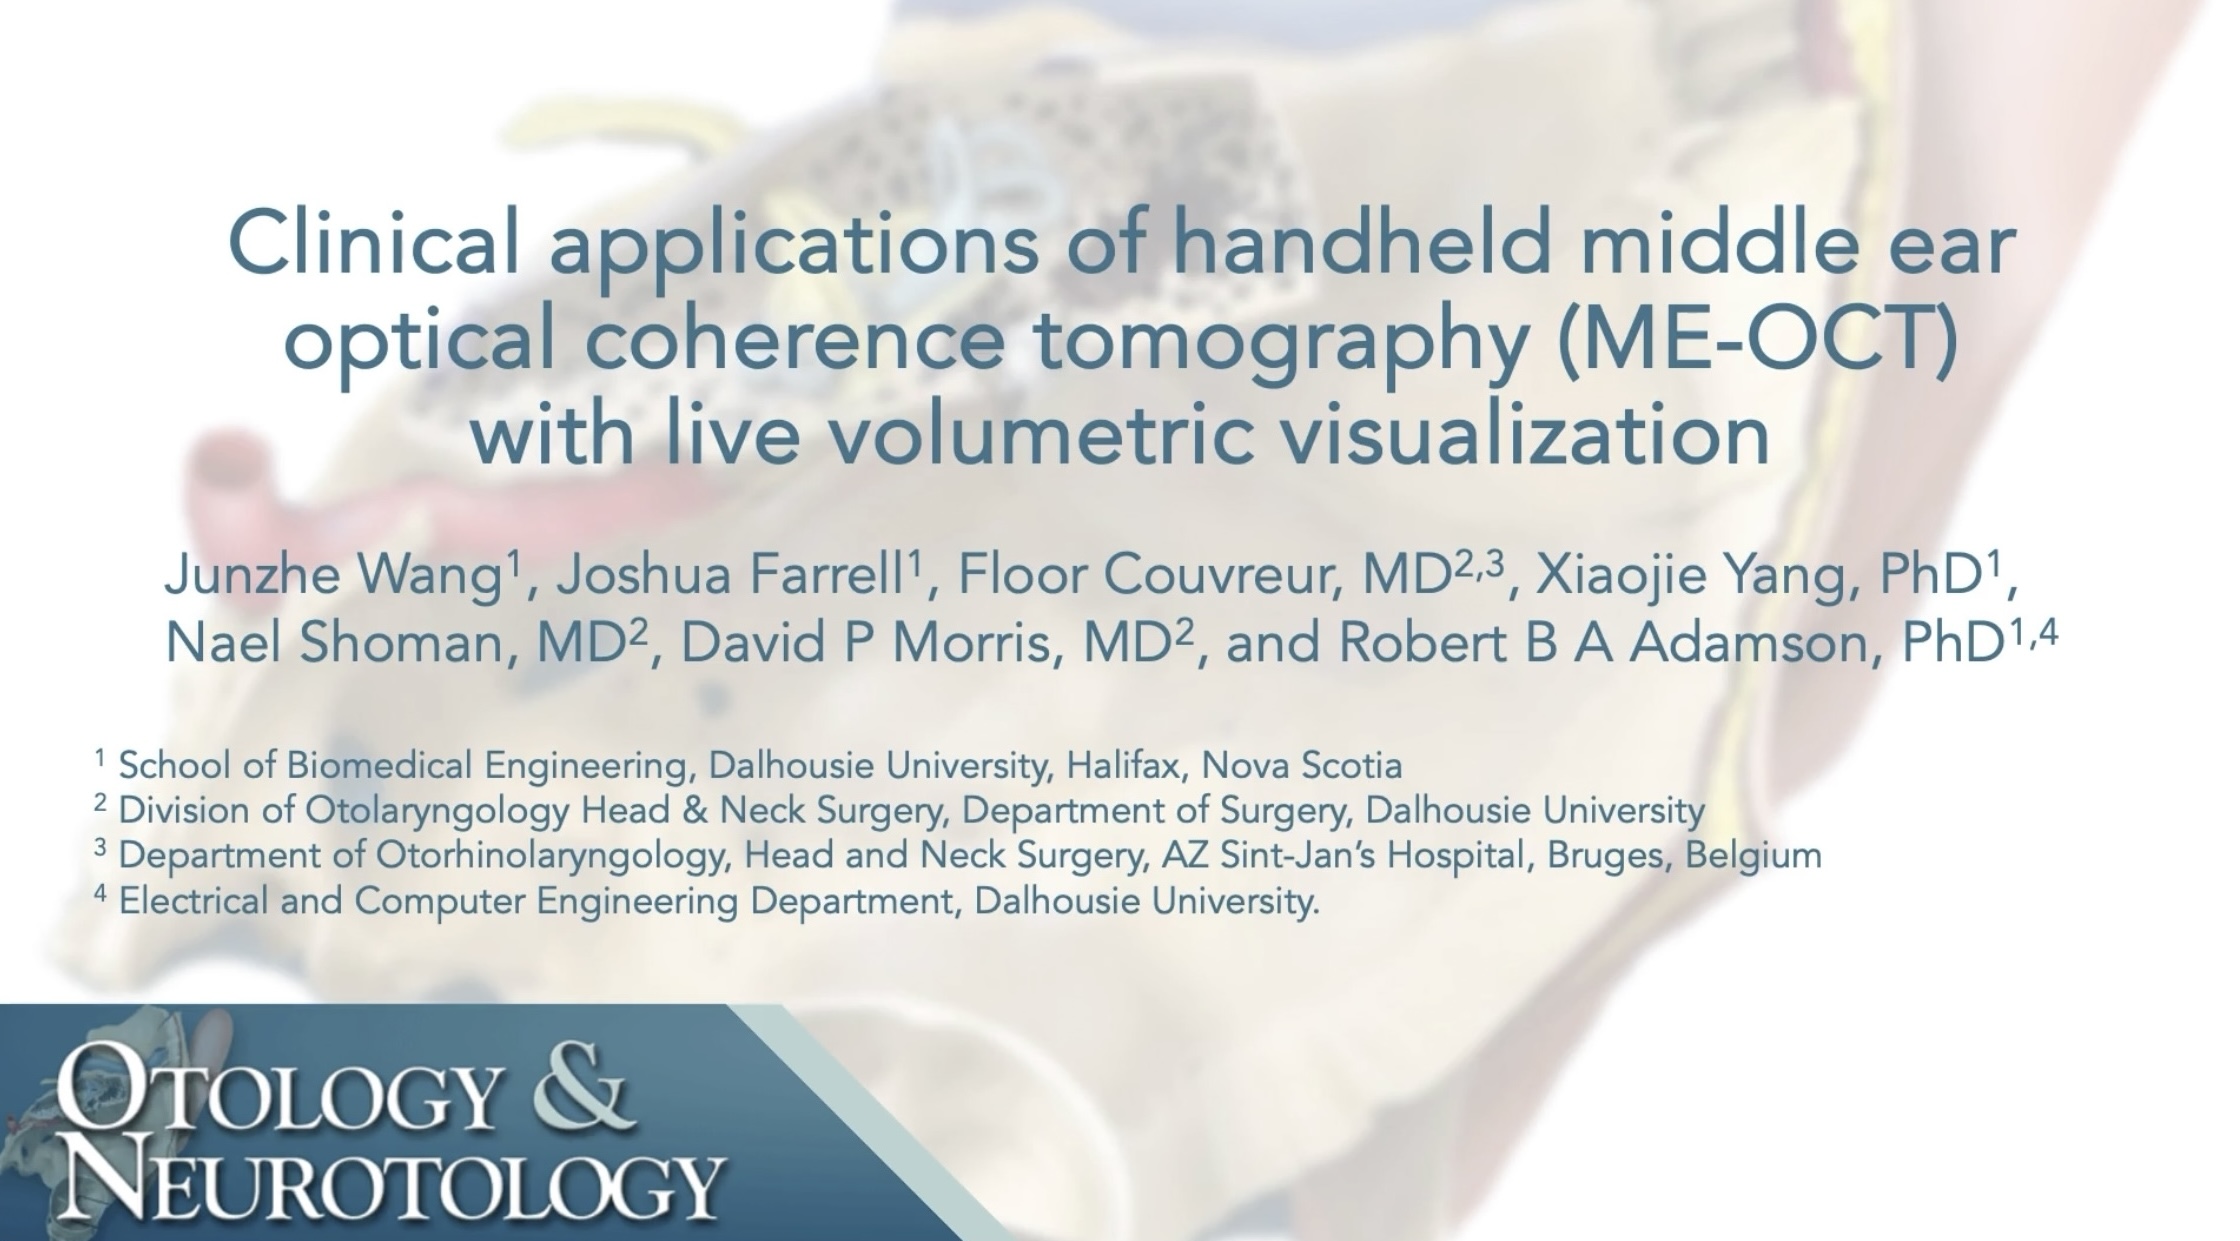 Clinical applications of handheld middle ear
optical coherence tomography (ME-OCT)
with live volumetric visualization
Junzhe Wang¹, Joshua Farrell¹, Floor Couvreur, MD²,³, Xiaojie Yang, PhD¹,
Nael Shoman, MD², David P Morris, MD², and Robert B A Adamson, PhD¹,⁴
¹ School of Biomedical Engineering, Dalhousie University, Halifax, Nova Scotia
² Division of Otolaryngology Head & Neck Surgery, Department of Surgery, Dalhousie University
³ Department of Otorhinolaryngology, Head and Neck Surgery, AZ Sint-Jan’s Hospital, Bruges, Belgium
⁴ Electrical and Computer Engineering Department, Dalhousie University.
OTOLOGY &
NEUROTOLOGY